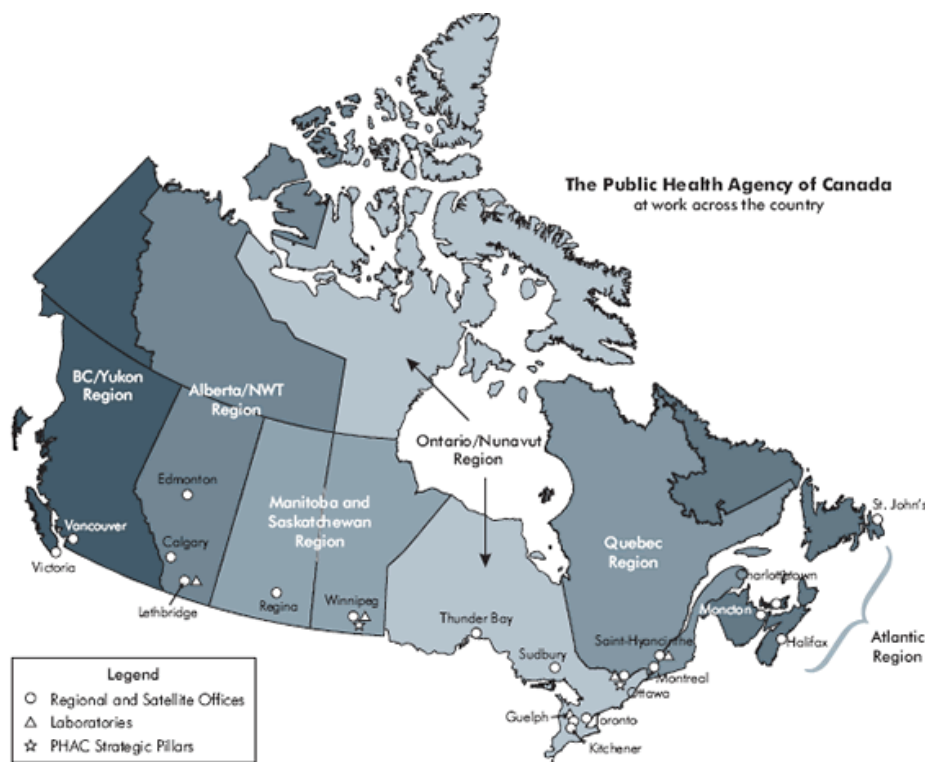 The Public Health Agency of Canada
at work across the country
BC/Yukon
Region
Alberta/NWT
Region
Ontario/Nunavut
Region
Edmonton
Manitoba and
Saskatchewan
Region
Quebec
Region
St. John's
Vancouver
Calgary
Victoria
Lethbridge
Regina
Winnipeg
Thunder Bay
Sudbury
Saint-Hyancinthe
Montreal
Ottawa
Charlottetown
Moncton
Halifax
Atlantic
Region
Guelph
Toronto
Kitchener
Legend
Regional and Satellite Offices
Laboratories
PHAC Strategic Pillars